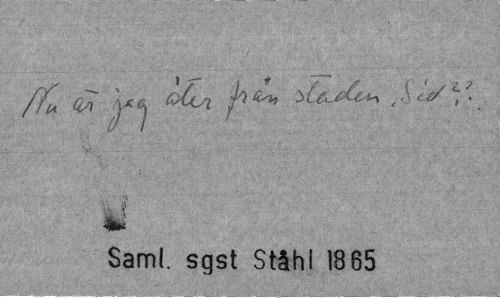 Nu är jag åter från staden. Sid??
Saml. sgst Ståhl 1865